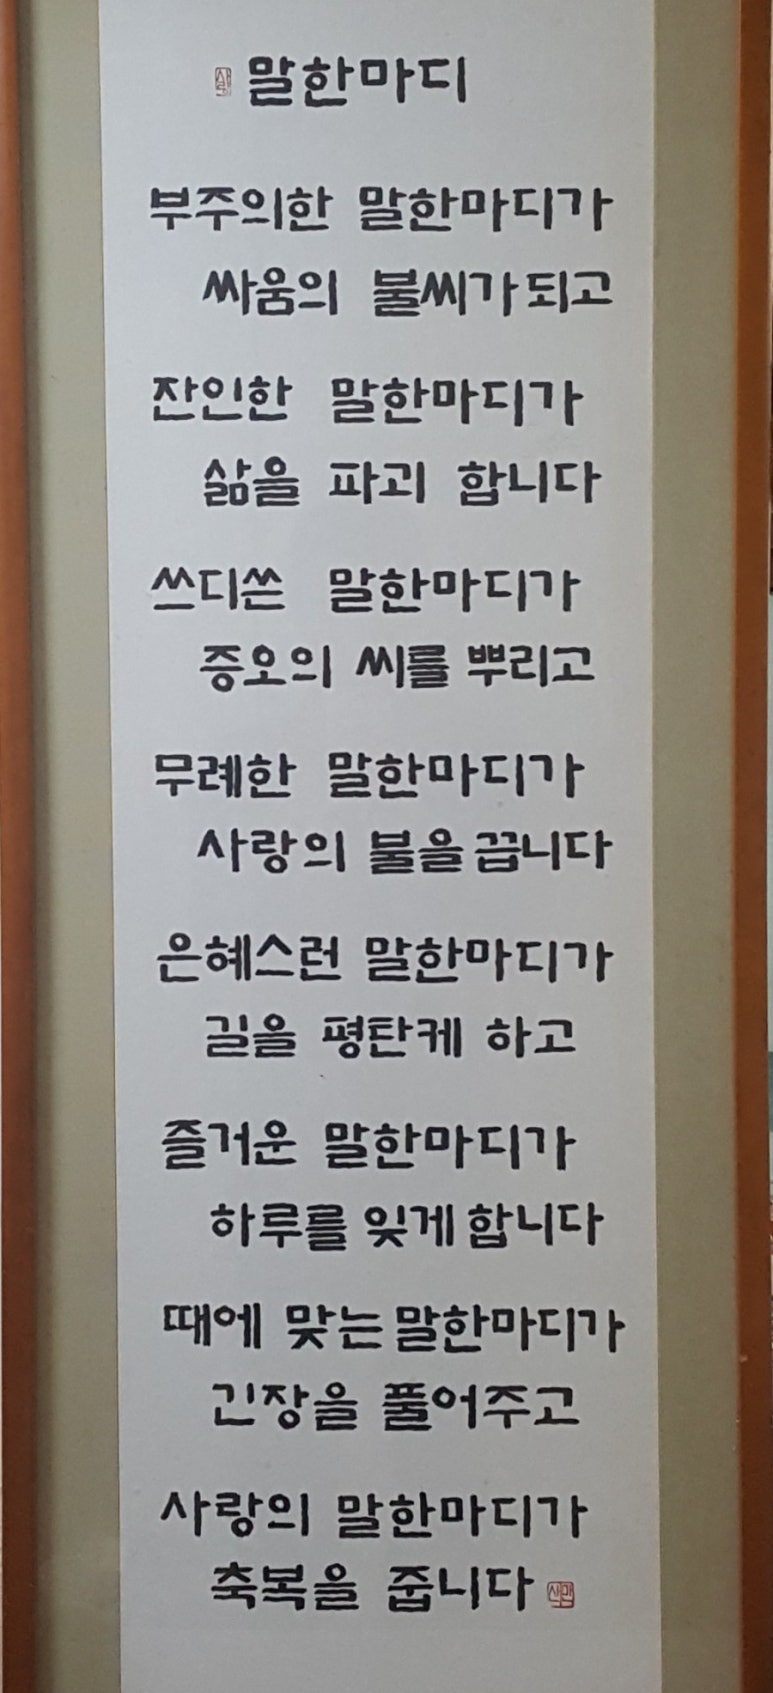 말한마디
부주의한 말한마디가
싸움의 불씨가 되고
잔인한 말한마디가
삶을 파괴 합니다
쓰디쓴 말한마디가
증오의 씨를 뿌리고
무례한 말한마디가
사랑의 불을 끕니다
은혜스런 말한마디가
길을 평탄케 하고
즐거운 말한마디가
하루를 잊게 합니다
때에 맞는 말한마디가
긴장을 풀어주고
사랑의 말한마디가
축복을 줍니다